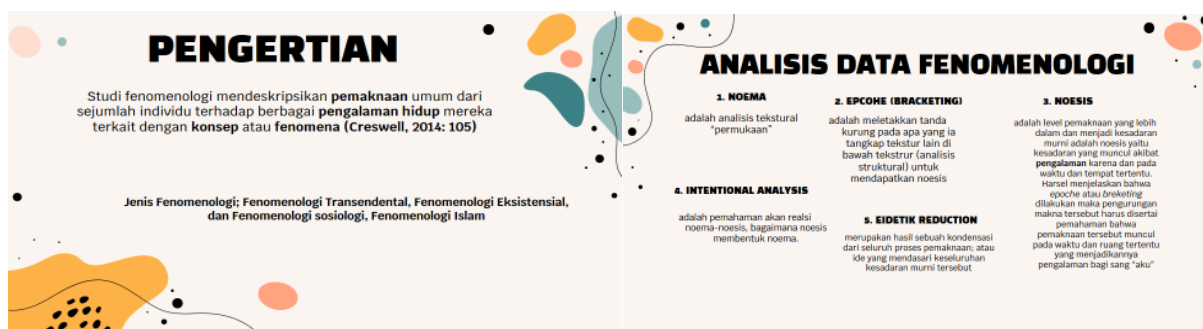 PENGERTIAN
Studi fenomenologi mendeskripsikan pemaknaan umum dari
sejumlah individu terhadap berbagai pengalaman hidup mereka
terkait dengan konsep atau fenomena (Creswell, 2014: 105)
Jenis Fenomenologi; Fenomenologi Transendental, Fenomenologi Eksistensial,
dan Fenomenologi sosiologi, Fenomenologi Islam
ANALISIS DATA FENOMENOLOGI
1. NOEMA
adalah analisis tekstural
"permukaan"
2. EPCOHE (BRACKETING)
adalah meletakkan tanda
kurung pada apa yang ia
tangkap tekstur lain di
bawah tekstrur (analisis
struktural) untuk
mendapatkan noesis
3. NOESIS
adalah level pemaknaan yang lebih
dalam dan menjadi kesadaran
murni adalah noesis yaitu
kesadaran yang muncul akibat
pengalaman karena dan pada
waktu dan tempat tertentu.
Harsel menjelaskan bahwa
epoche atau breketing
dilakukan maka pengurungan
makna tersebut harus disertai
pemahaman bahwa
pemaknaan tersebut muncul
pada waktu dan ruang tertentu
yang menjadikannya
pengalaman bagi sang "aku"
4. INTENTIONAL ANALYSIS
adalah pemahaman akan realsi
noema-noesis, bagaimana noesis
membentuk noema.
5. EIDETIK REDUCTION
merupakan hasil sebuah kondensasi
dari seluruh proses pemaknaan; atau
ide yang mendasari keseluruhan
kesadaran murni tersebut